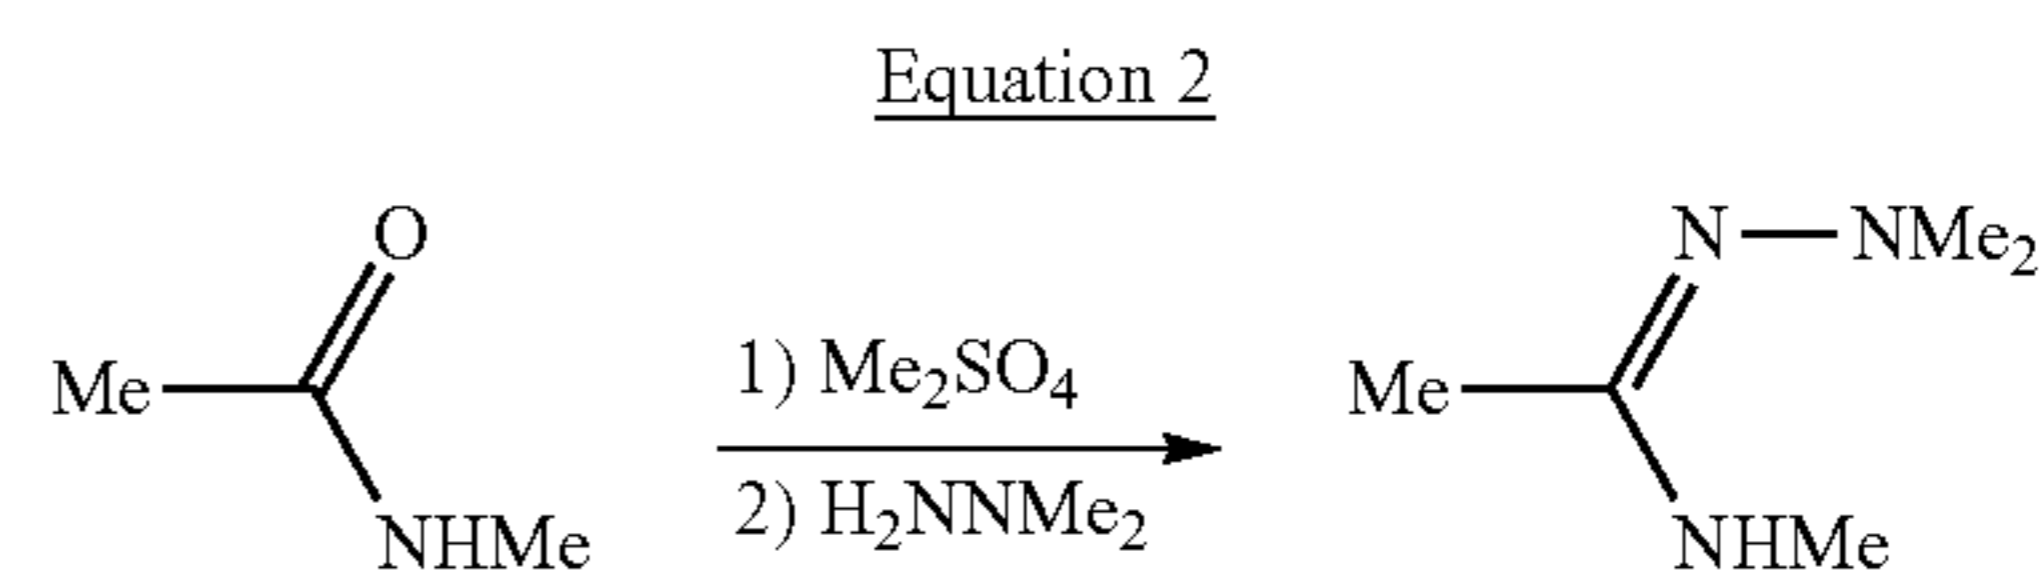 Equation 2
O
Me
NHMe
1) Me₂SO₄
2) H₂NNMe₂
N—NMe₂
Me
NHMe